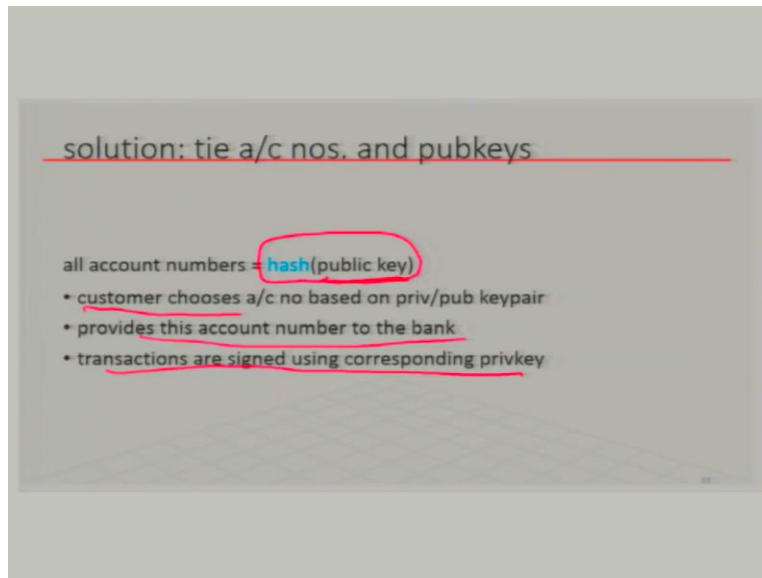 solution: tie a/c nos. and pubkeys
all account numbers = hash(public key)
• customer chooses a/c no based on priv/pub keypair
• provides this account number to the bank
• transactions are signed using corresponding privkey